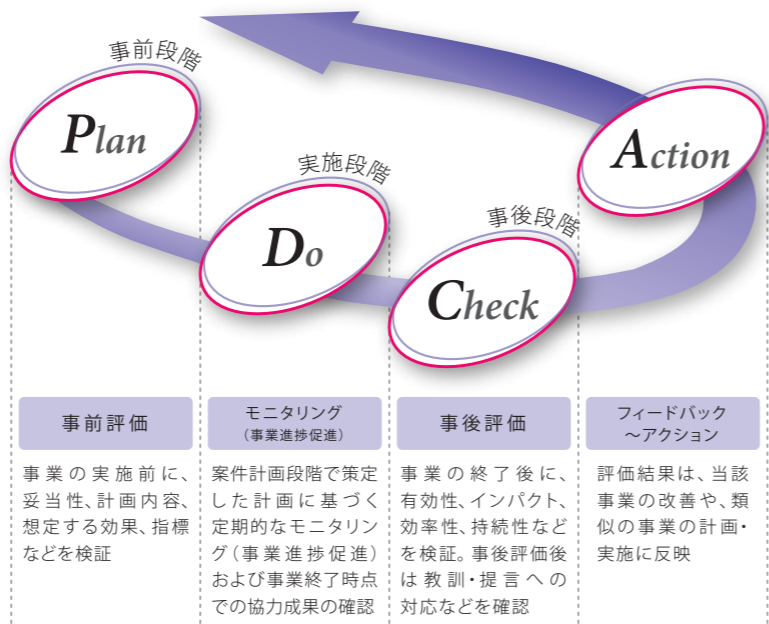 事前段階
Plan
実施段階
Do
事後段階
Check
Action
事前評価
事業の実施前に、
妥当性、計画内容、
想定する効果、指標
などを検証
モニタリング
（事業進捗促進）
案件計画段階で策定
した計画に基づく
定期的なモニタリン
グ（事業進捗促進）
および事業終了時点
での協力成果の確認
事後評価
事業の終了後に、
有効性、インパクト、
効率性、持続性など
を検証。事後評価後
は教訓・提言への
対応などを確認
フィードバック
～アクション
評価結果は、当該
事業の改善や、類
似の事業の計画・
実施に反映